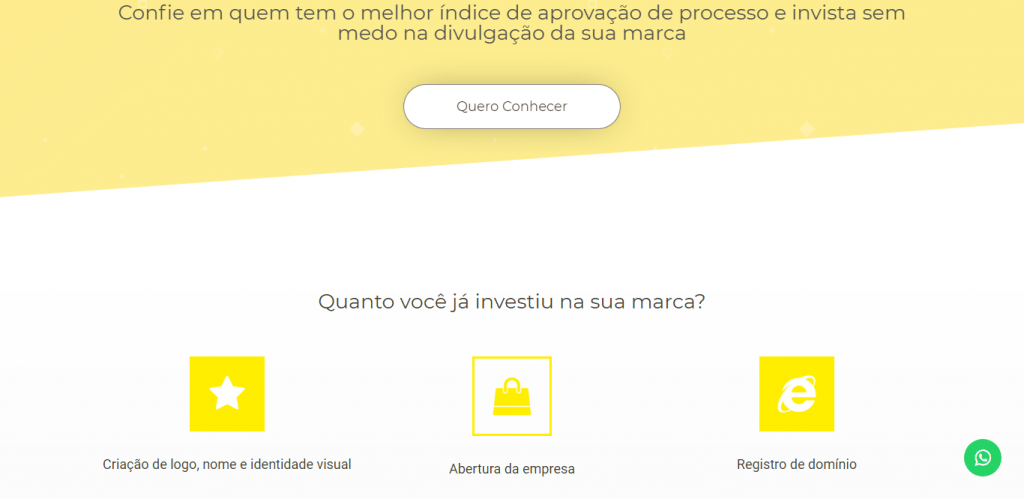 Confie em quem tem o melhor índice de aprovação de processo e invista sem
medo na divulgação da sua marca
Quero Conhecer
Quanto você já investiu na sua marca?
Criação de logo, nome e identidade visual
Abertura da empresa
Registro de domínio